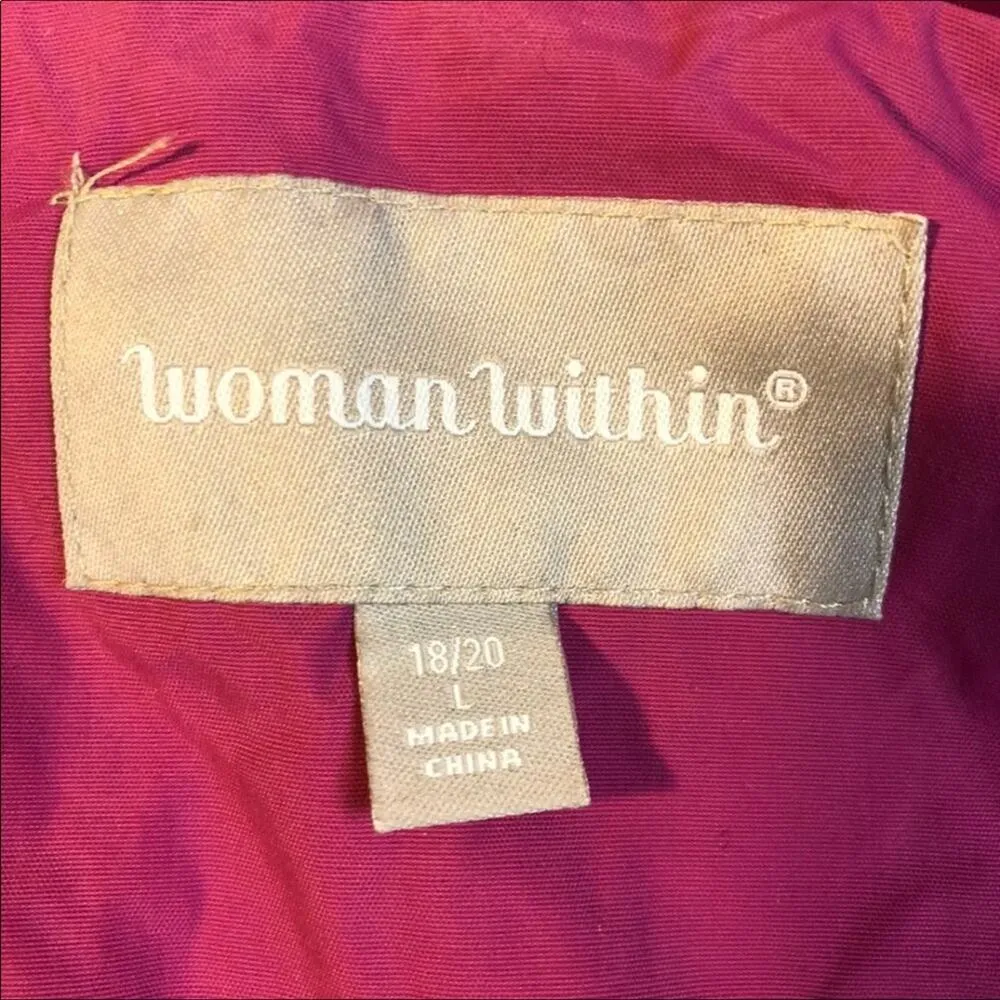 woman within®
18/20
L
MADE IN
CHINA